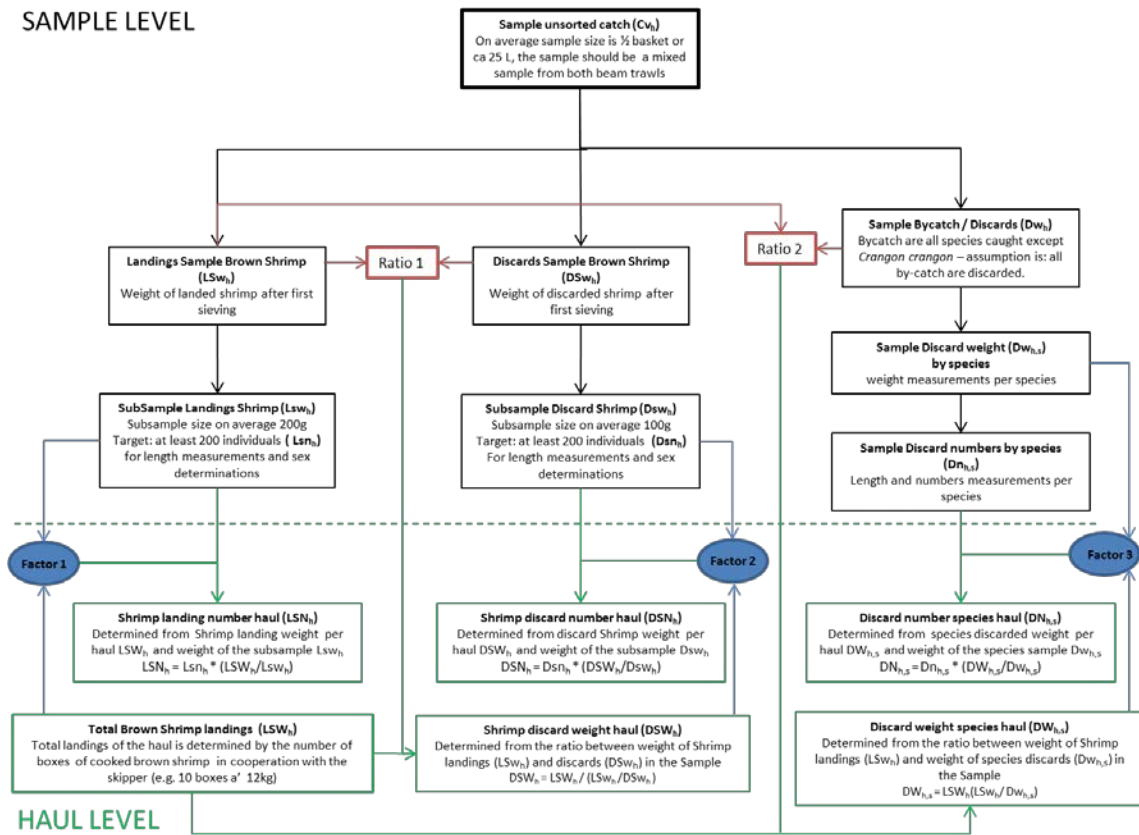 SAMPLE LEVEL
Sample unsorted catch (Cvₕ)
On average sample size is ½ basket or
ca 25 L, the sample should be a mixed
sample from both beam trawls
Landings Sample Brown Shrimp
(LSwₕ)
Weight of landed shrimp after first
sieving
Ratio 1
Discards Sample Brown Shrimp
(DSwₕ)
Weight of discarded shrimp after
first sieving
Ratio 2
Sample Bycatch / Discards (Dwₕ)
Bycatch are all species caught except
Crangon crangon – assumption is: all
by-catch are discarded.
Sample Discard weight (Dwₕ,ₛ)
by species
weight measurements per species
SubSample Landings Shrimp (Lswₕ)
Subsample size on average 200g
Target: at least 200 individuals ( Lsnₕ)
for length measurements and sex
determinations
Subsample Discard Shrimp (Dswₕ)
Subsample size on average 100g
Target: at least 200 individuals (Dsnₕ)
For length measurements and sex
determinations
Sample Discard numbers by species
(Dnₕ,ₛ)
Length and numbers measurements per
species
Factor 1
Factor 2
Factor 3
Shrimp landing number haul (LSNₕ)
Determined from Shrimp landing weight per
haul LSWₕ and weight of the subsample Lswₕ
LSNₕ = Lsnₕ * (LSWₕ/Lswₕ)
Shrimp discard number haul (DSNₕ)
Determined from discard Shrimp weight per
haul DSWₕ and weight of the subsample Dswₕ
DSNₕ = Dsnₕ * (DSWₕ/Dswₕ)
Discard number species haul (DNₕ,ₛ)
Determined from species discarded weight per
haul DWₕ,ₛ and weight of the species sample Dwₕ,ₛ
DNₕ,ₛ = Dnₕ,ₛ * (DWₕ,ₛ/Dwₕ,ₛ)
Total Brown Shrimp landings (LSWₕ)
Total landings of the haul is determined by the number of
boxes of cooked brown shrimp in cooperation with the
skipper (e.g. 10 boxes a' 12kg)
Shrimp discard weight haul (DSWₕ)
Determined from the ratio between weight of Shrimp
landings (LSwₕ) and discards (DSwₕ) in the Sample
DSWₕ = LSWₕ / (LSwₕ/DSwₕ)
Discard weight species haul (DWₕ,ₛ)
Determined from the ratio between weight of Shrimp
landings (LSwₕ) and weight of species discards (Dwₕ,ₛ) in
the Sample
DWₕ,ₛ = LSWₕ(LSwₕ/Dwₕ,ₛ)
HAUL LEVEL